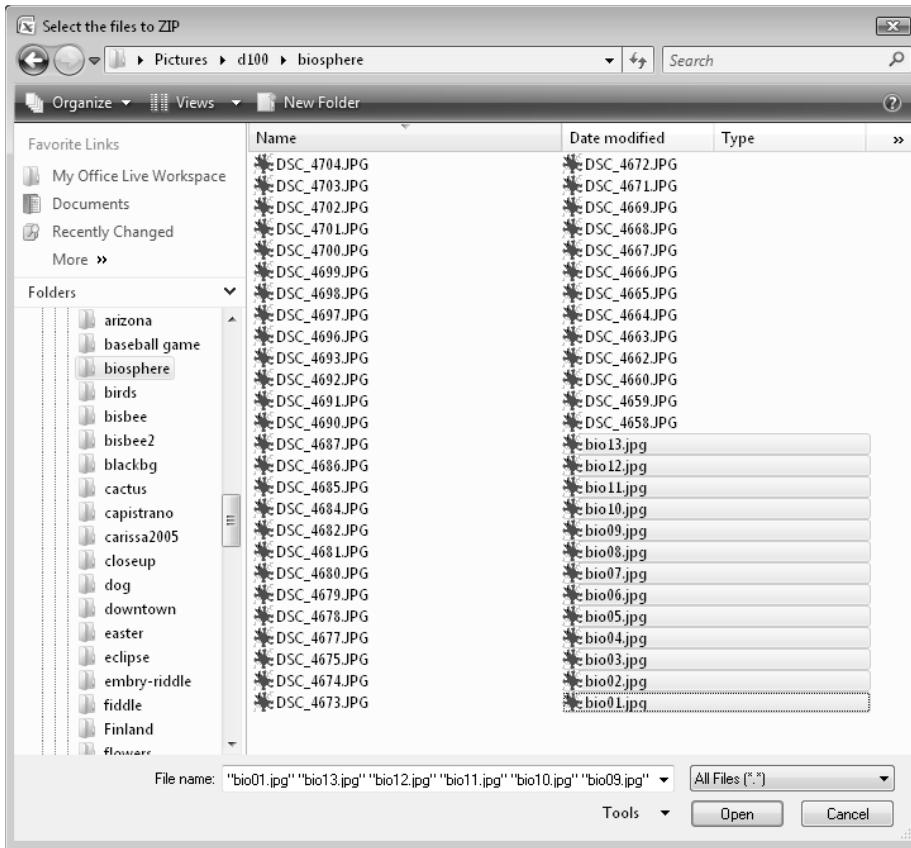 Select the files to ZIP
Pictures d100 biosphere
Search
Organize Views New Folder
Favorite Links
My Office Live Workspace
Documents
Recently Changed
More »
Folders
arizona
baseball game
biosphere
birds
bisbee
bisbee2
blackbg
cactus
capistrano
carissa2005
closeup
dog
downtown
easter
eclipse
embry-riddle
fiddle
Finland
flowers
Name Date modified Type »
DSC_4704.JPG
DSC_4703.JPG
DSC_4702.JPG
DSC_4701.JPG
DSC_4700.JPG
DSC_4699.JPG
DSC_4698.JPG
DSC_4697.JPG
DSC_4696.JPG
DSC_4693.JPG
DSC_4692.JPG
DSC_4691.JPG
DSC_4690.JPG
DSC_4687.JPG
DSC_4686.JPG
DSC_4685.JPG
DSC_4684.JPG
DSC_4682.JPG
DSC_4681.JPG
DSC_4680.JPG
DSC_4679.JPG
DSC_4678.JPG
DSC_4677.JPG
DSC_4675.JPG
DSC_4674.JPG
DSC_4673.JPG
DSC_4672.JPG
DSC_4671.JPG
DSC_4669.JPG
DSC_4668.JPG
DSC_4667.JPG
DSC_4666.JPG
DSC_4665.JPG
DSC_4664.JPG
DSC_4663.JPG
DSC_4662.JPG
DSC_4660.JPG
DSC_4659.JPG
DSC_4658.JPG
bio13.jpg
bio12.jpg
bio11.jpg
bio10.jpg
bio09.jpg
bio08.jpg
bio07.jpg
bio06.jpg
bio05.jpg
bio04.jpg
bio03.jpg
bio02.jpg
bio01.jpg
File name: "bio01.jpg" "bio13.jpg" "bio12.jpg" "bio11.jpg" "bio10.jpg" "bio09.jpg" All Files (*.*)
Tools Open Cancel